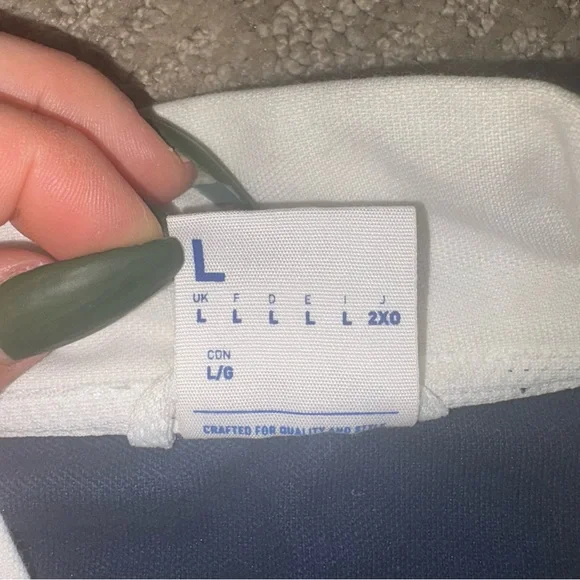 L
UK F D E I J
L L L L L 2XO
CDN
L/G
CRAFTED FOR QUALITY AND STYLE